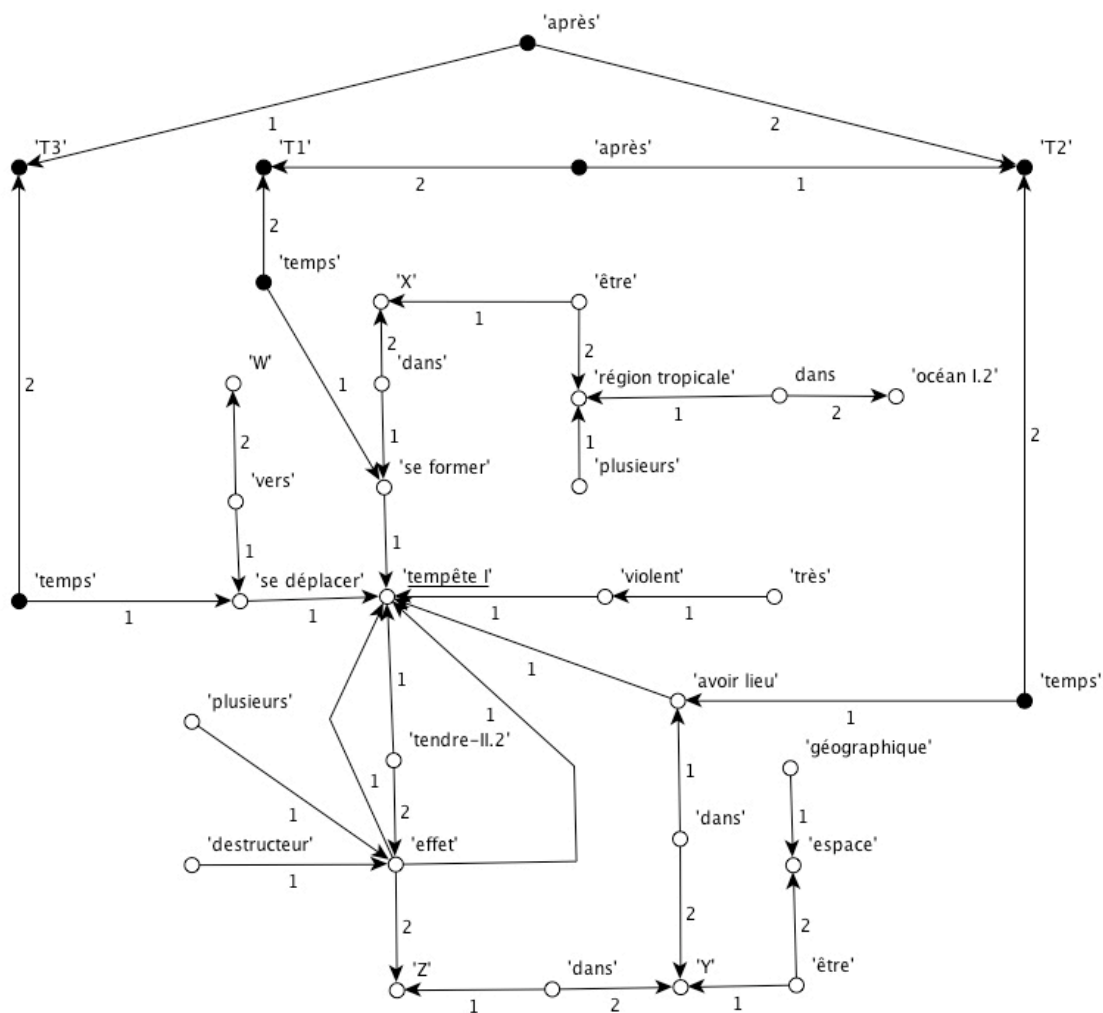 'après'
1 2
'T3' 'T1' 'après' 'T2'
2 1
2
'temps' 'X' 'être'
1
2 2
'W' 'dans' 'région tropicale' dans 'océan I.2'
2 1 1 2 2
2 1 1
'vers' 'se former' 'plusieurs'
1 1
'temps' 'se déplacer' 'tempête I' 'violent' 'très'
1 1 1 1
1
'plusieurs' 1 1 'avoir lieu' 'temps'
1
'tendre-II.2' 'géographique'
1 1 2 1 1
'destructeur' 'effet' 'dans' 'espace'
1
2 2 2
'Z' 'dans' 'Y' 'être'
1 2 1